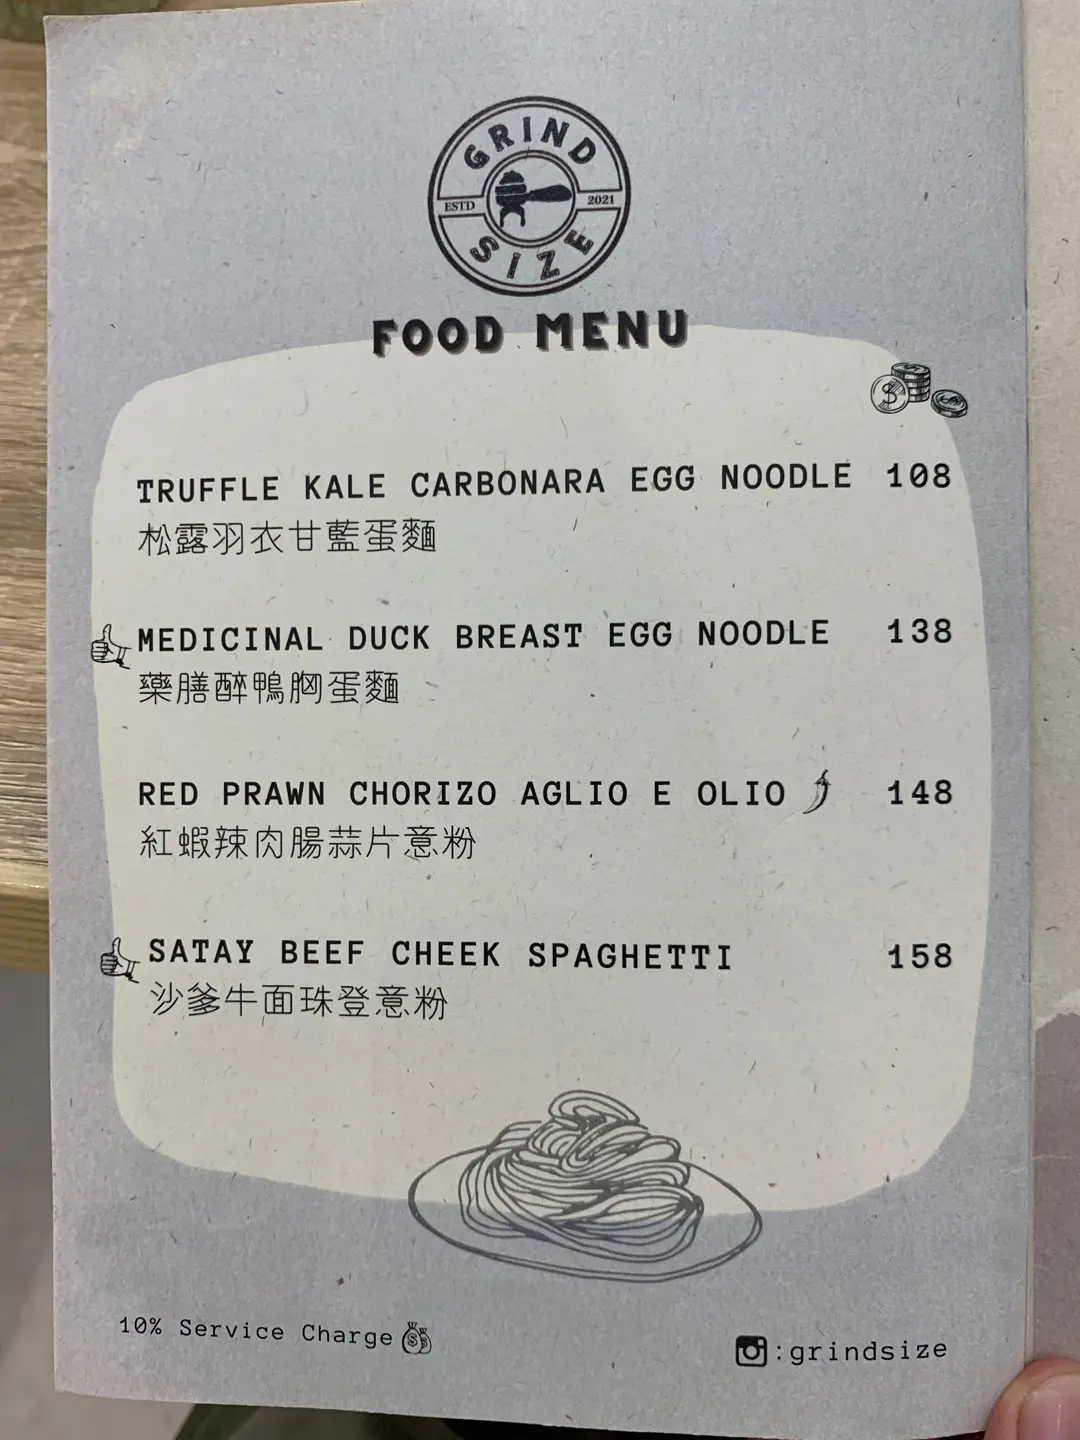 GRIND
ESTD 2021
SIZE
FOOD MENU
TRUFFLE KALE CARBONARA EGG NOODLE 108
松露羽衣甘藍蛋麵
MEDICINAL DUCK BREAST EGG NOODLE 138
藥膳醉鴨胸蛋麵
RED PRAWN CHORIZO AGLIO E OLIO 148
紅蝦辣肉腸蒜片意粉
SATAY BEEF CHEEK SPAGHETTI 158
沙爹牛面珠登意粉
10% Service Charge
:grindsize